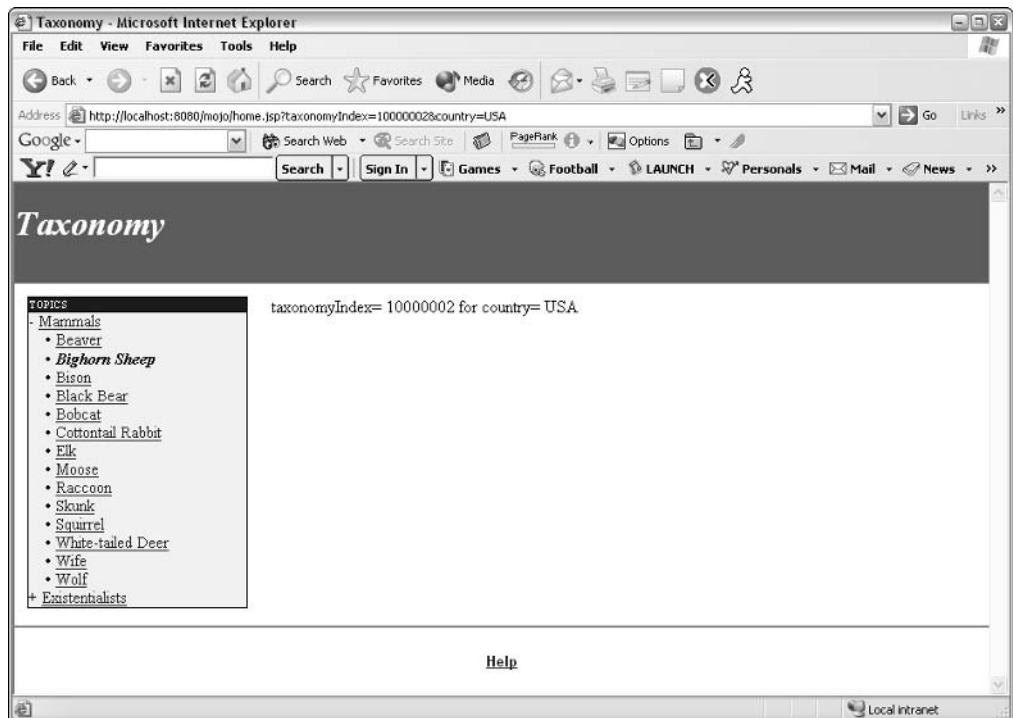 Taxonomy - Microsoft Internet Explorer
File Edit View Favorites Tools Help
Back Search Favorites Media
Address http://localhost:8080/mojo/home.jsp?taxonomyIndex=10000002&country=USA Go Links »
Google Search Web Search Site PageRank Options
Y! Search Sign In Games Football LAUNCH Personals Mail News »
Taxonomy
TOPICS
- Mammals
• Beaver
• Bighorn Sheep
• Bison
• Black Bear
• Bobcat
• Cottontail Rabbit
• Elk
• Moose
• Raccoon
• Skunk
• Squirrel
• White-tailed Deer
• Wife
• Wolf
+ Existentialists
taxonomyIndex= 10000002 for country= USA
Help
Local intranet